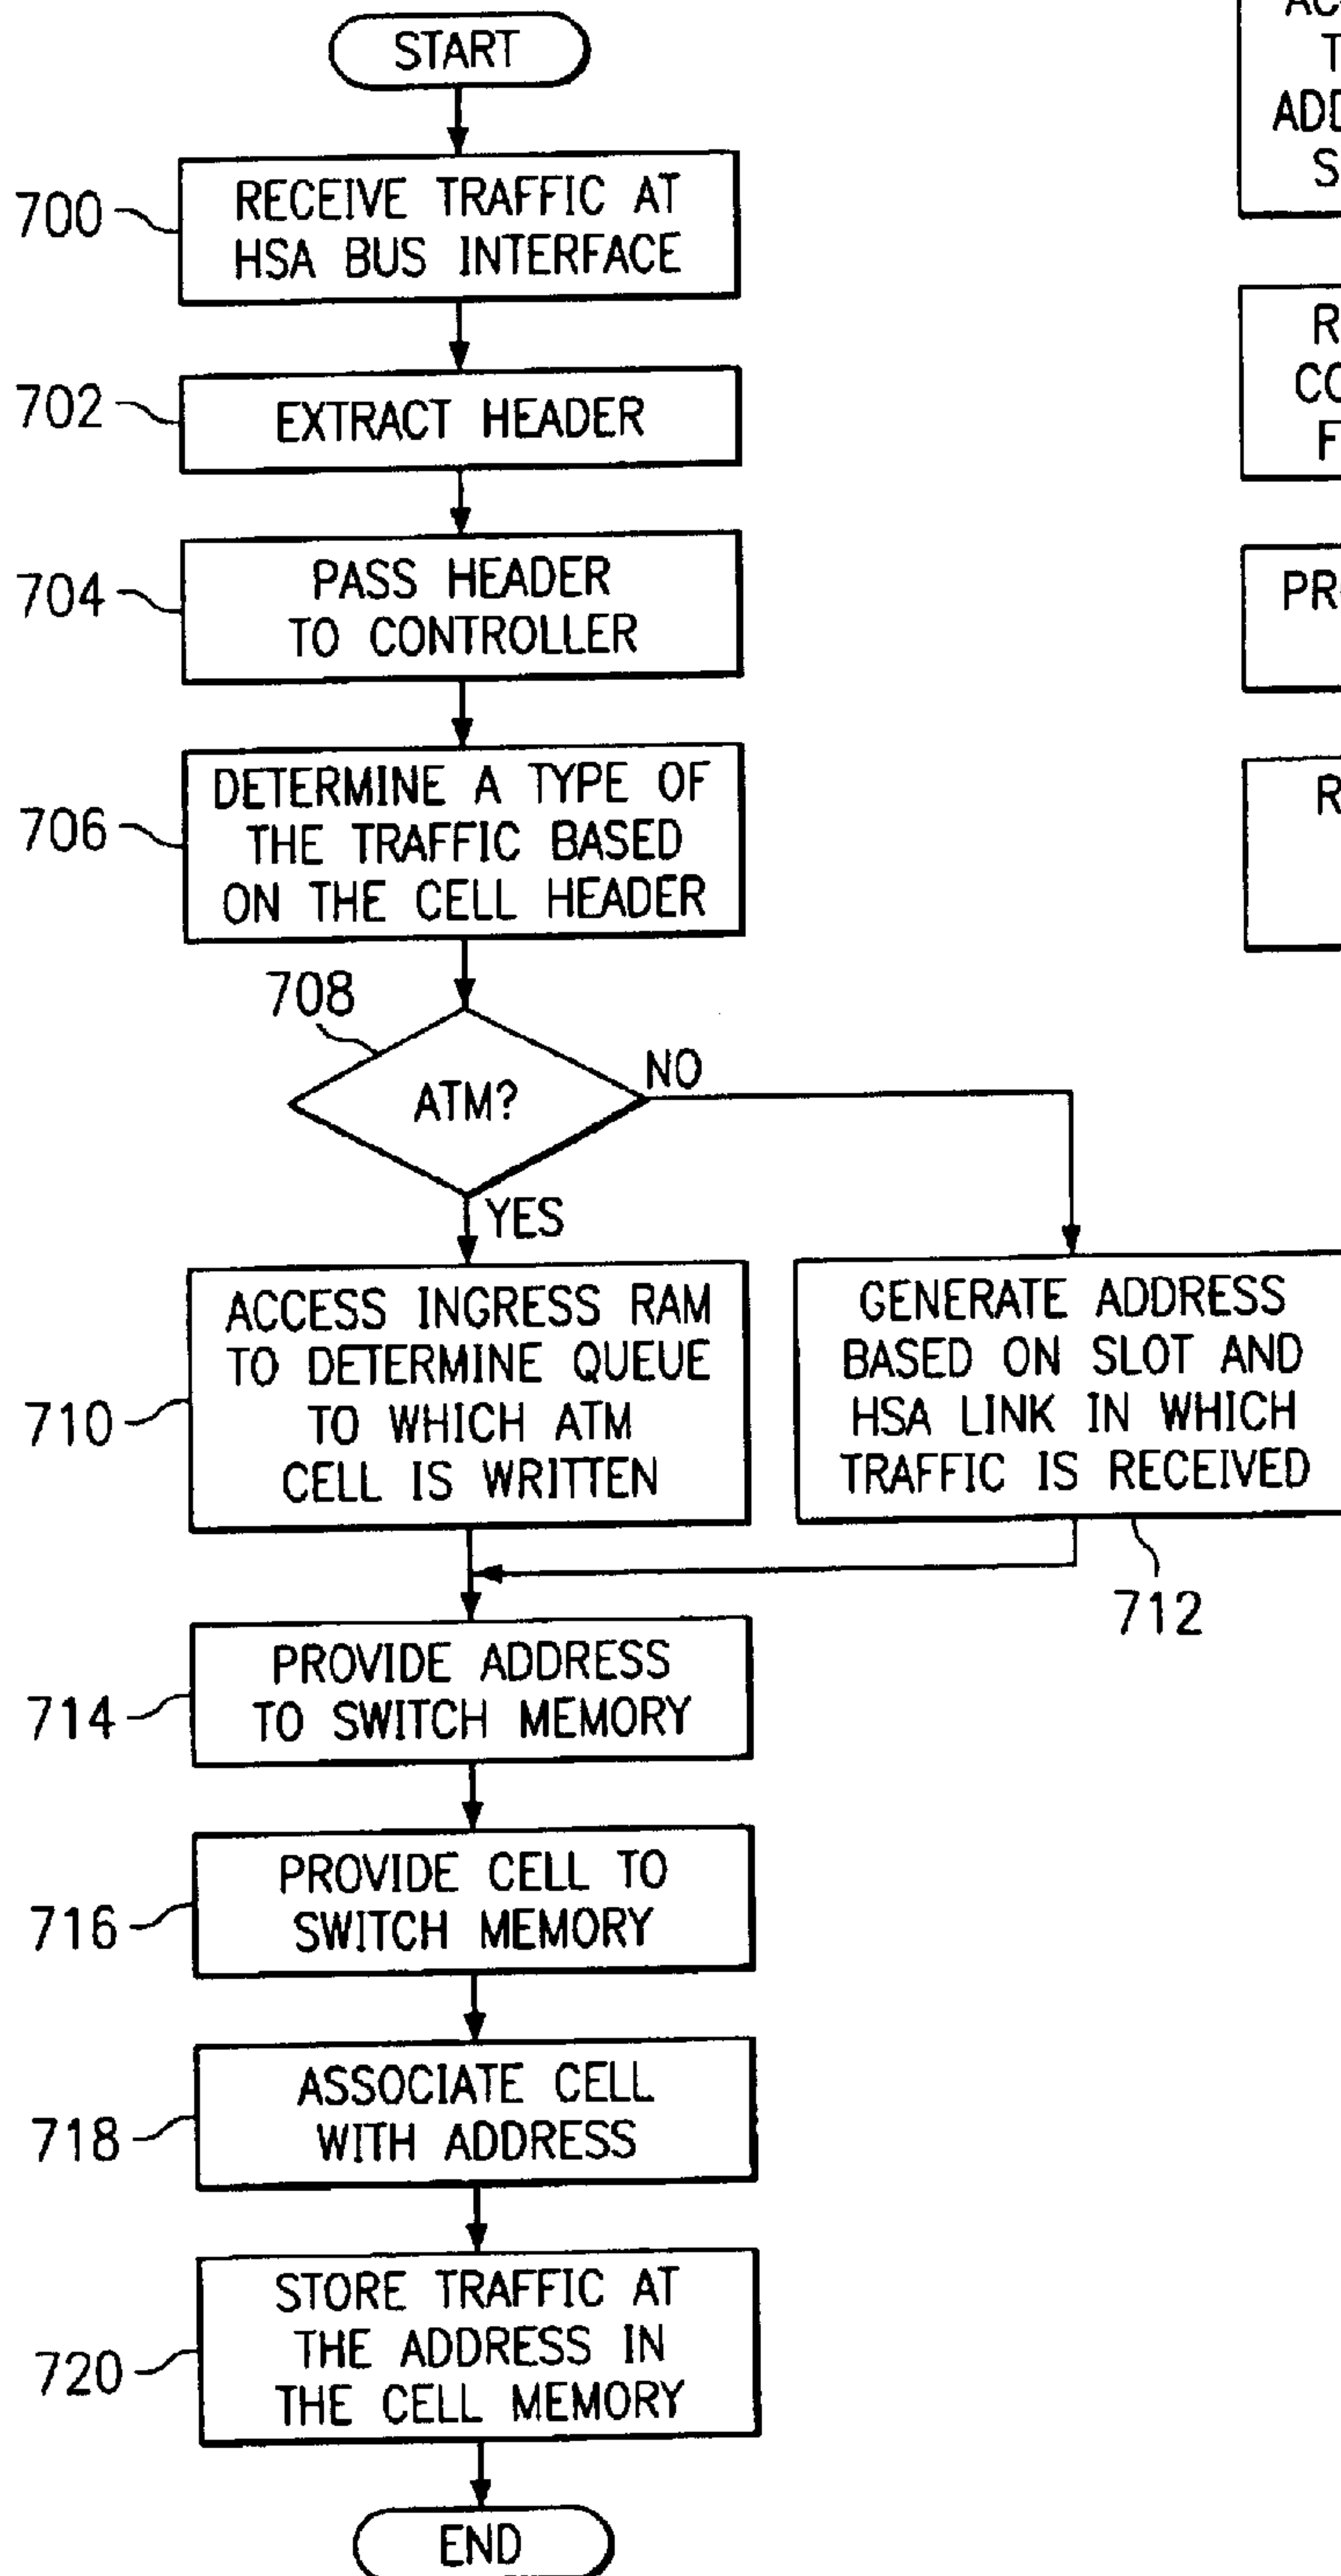 START
700
RECEIVE TRAFFIC AT
HSA BUS INTERFACE
702
EXTRACT HEADER
704
PASS HEADER
TO CONTROLLER
706
DETERMINE A TYPE OF
THE TRAFFIC BASED
ON THE CELL HEADER
708
ATM?
NO
YES
710
ACCESS INGRESS RAM
TO DETERMINE QUEUE
TO WHICH ATM
CELL IS WRITTEN
GENERATE ADDRESS
BASED ON SLOT AND
HSA LINK IN WHICH
TRAFFIC IS RECEIVED
712
714
PROVIDE ADDRESS
TO SWITCH MEMORY
716
PROVIDE CELL TO
SWITCH MEMORY
718
ASSOCIATE CELL
WITH ADDRESS
720
STORE TRAFFIC AT
THE ADDRESS IN
THE CELL MEMORY
END